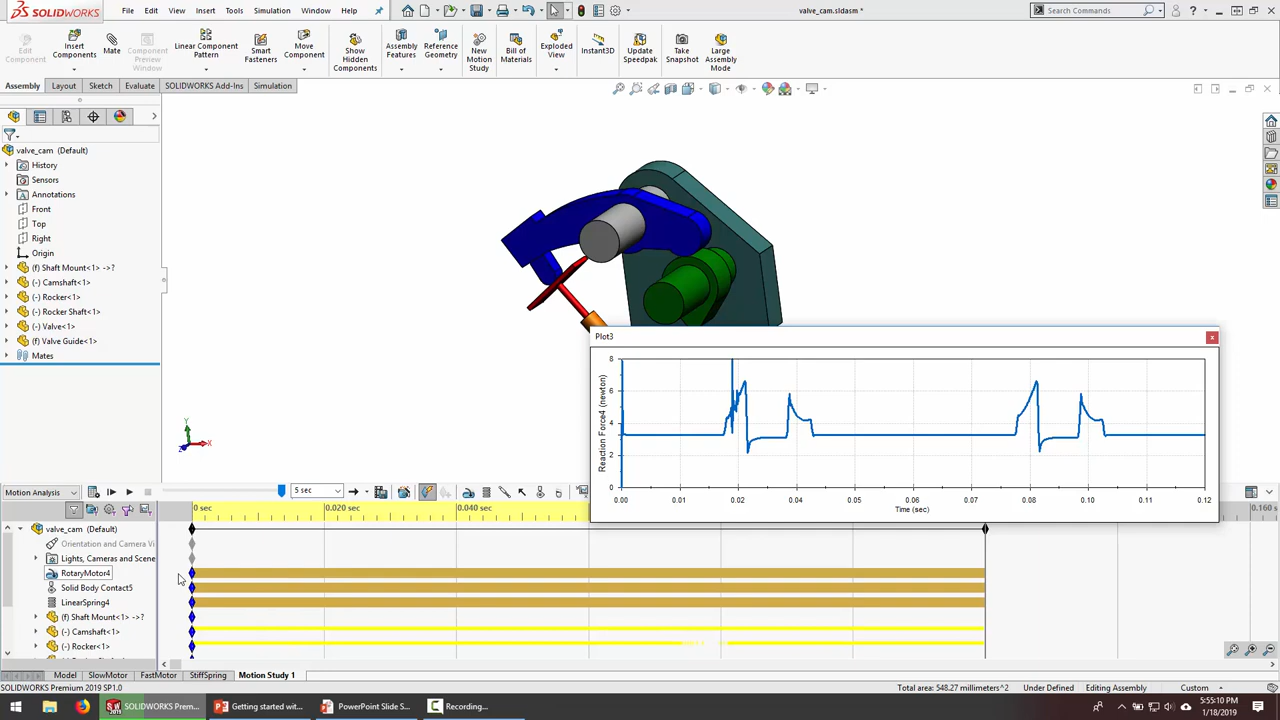 SOLIDWORKS File Edit View Insert Tools Simulation Window Help valve_cam.sldasm * Search Commands
Edit Component
Insert Components
Mate
Component Preview Window
Linear Component Pattern
Smart Fasteners
Move Component
Show Hidden Components
Assembly Features
Reference Geometry
New Motion Study
Bill of Materials
Exploded View
Instant3D
Update Speedpak
Take Snapshot
Large Assembly Mode
Assembly Layout Sketch Evaluate SOLIDWORKS Add-Ins Simulation
valve_cam (Default)
History
Sensors
Annotations
Front
Top
Right
Origin
(f) Shaft Mount<1> ->?
(-) Camshaft<1>
(-) Rocker<1>
(-) Rocker Shaft<1>
(-) Valve<1>
(f) Valve Guide<1>
Mates
Y
X
Z
Plot3
Reaction Force4 (newton)
8
6
4
2
0
0.00 0.01 0.02 0.04 0.05 0.06 0.07 0.08 0.10 0.11 0.12
Time (sec)
Motion Analysis 5 sec
0 sec 0.020 sec 0.040 sec 0.160 sec
valve_cam (Default)
Orientation and Camera Vi
Lights, Cameras and Scene
RotaryMotor4
Solid Body Contact5
LinearSpring4
(f) Shaft Mount<1> ->?
(-) Camshaft<1>
(-) Rocker<1>
Model SlowMotor FastMotor StiffSpring Motion Study 1
SOLIDWORKS Premium 2019 SP1.0 Total area: 548.27 millimeters^2 Under Defined Editing Assembly Custom
SOLIDWORKS Prem... Getting started wit... PowerPoint Slide S... Recording... 5:55:10 PM
1/18/2019